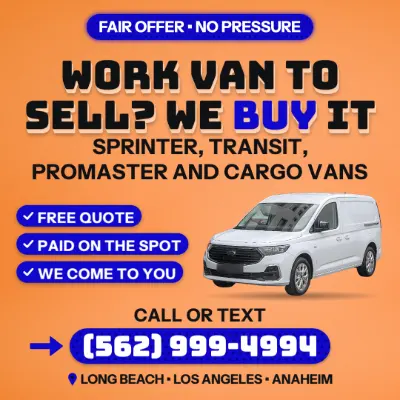 FAIR OFFER • NO PRESSURE
WORK VAN TO
SELL? WE BUY IT
SPRINTER, TRANSIT,
PROMASTER AND CARGO VANS
FREE QUOTE
PAID ON THE SPOT
WE COME TO YOU
CALL OR TEXT
(562) 999-4994
LONG BEACH • LOS ANGELES • ANAHEIM